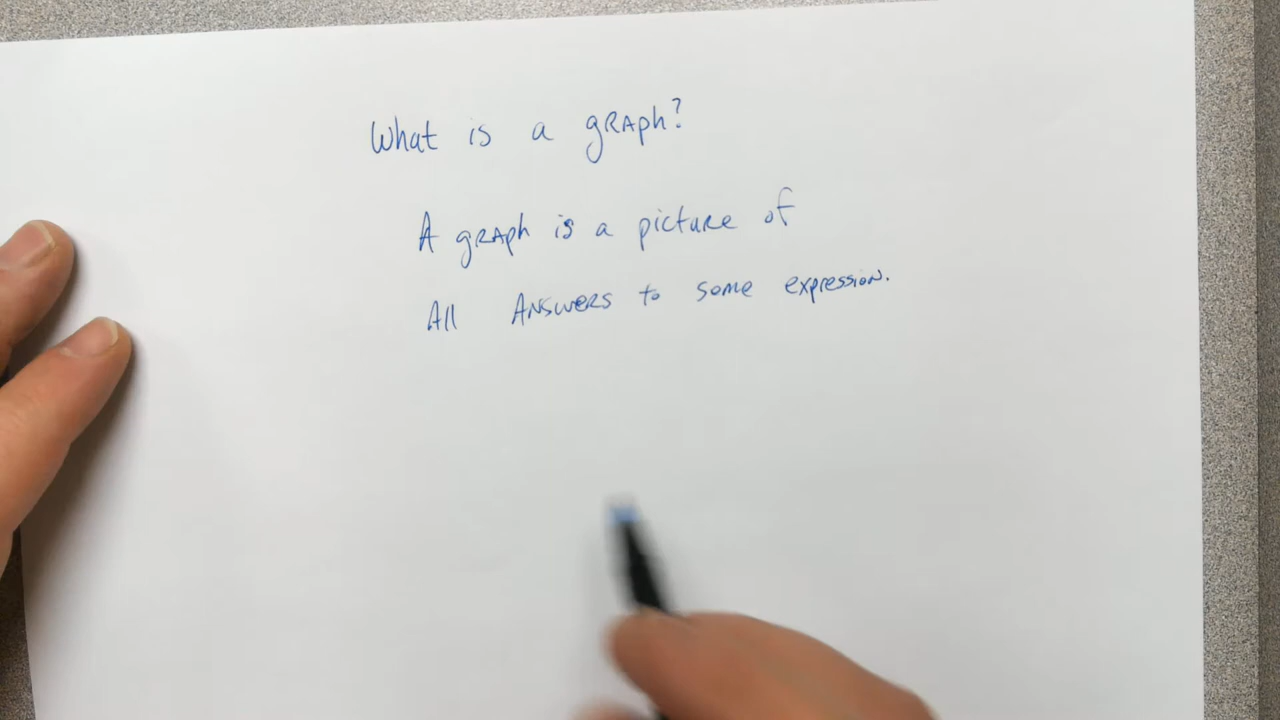 What is a graph?
A graph is a picture of
All Answers to some expression.